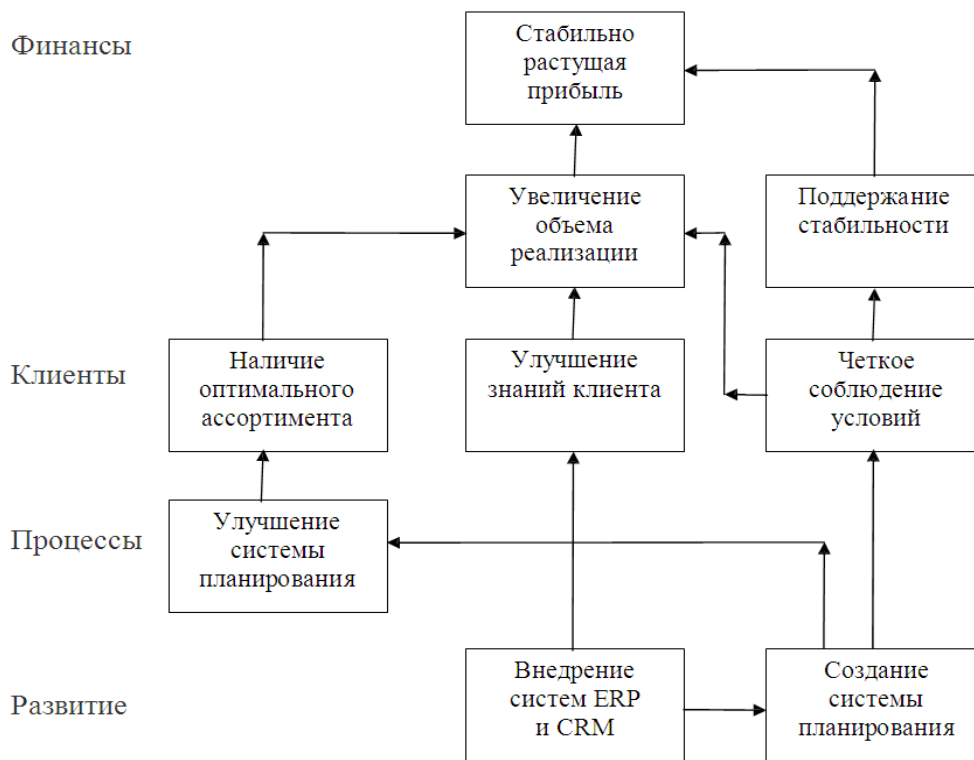 Финансы
Стабильно
растущая
прибыль
Увеличение
объема
реализации
Поддержание
стабильности
Клиенты
Наличие
оптимального
ассортимента
Улучшение
знаний клиента
Четкое
соблюдение
условий
Процессы
Улучшение
системы
планирования
Развитие
Внедрение
систем ERP
и CRM
Создание
системы
планирования